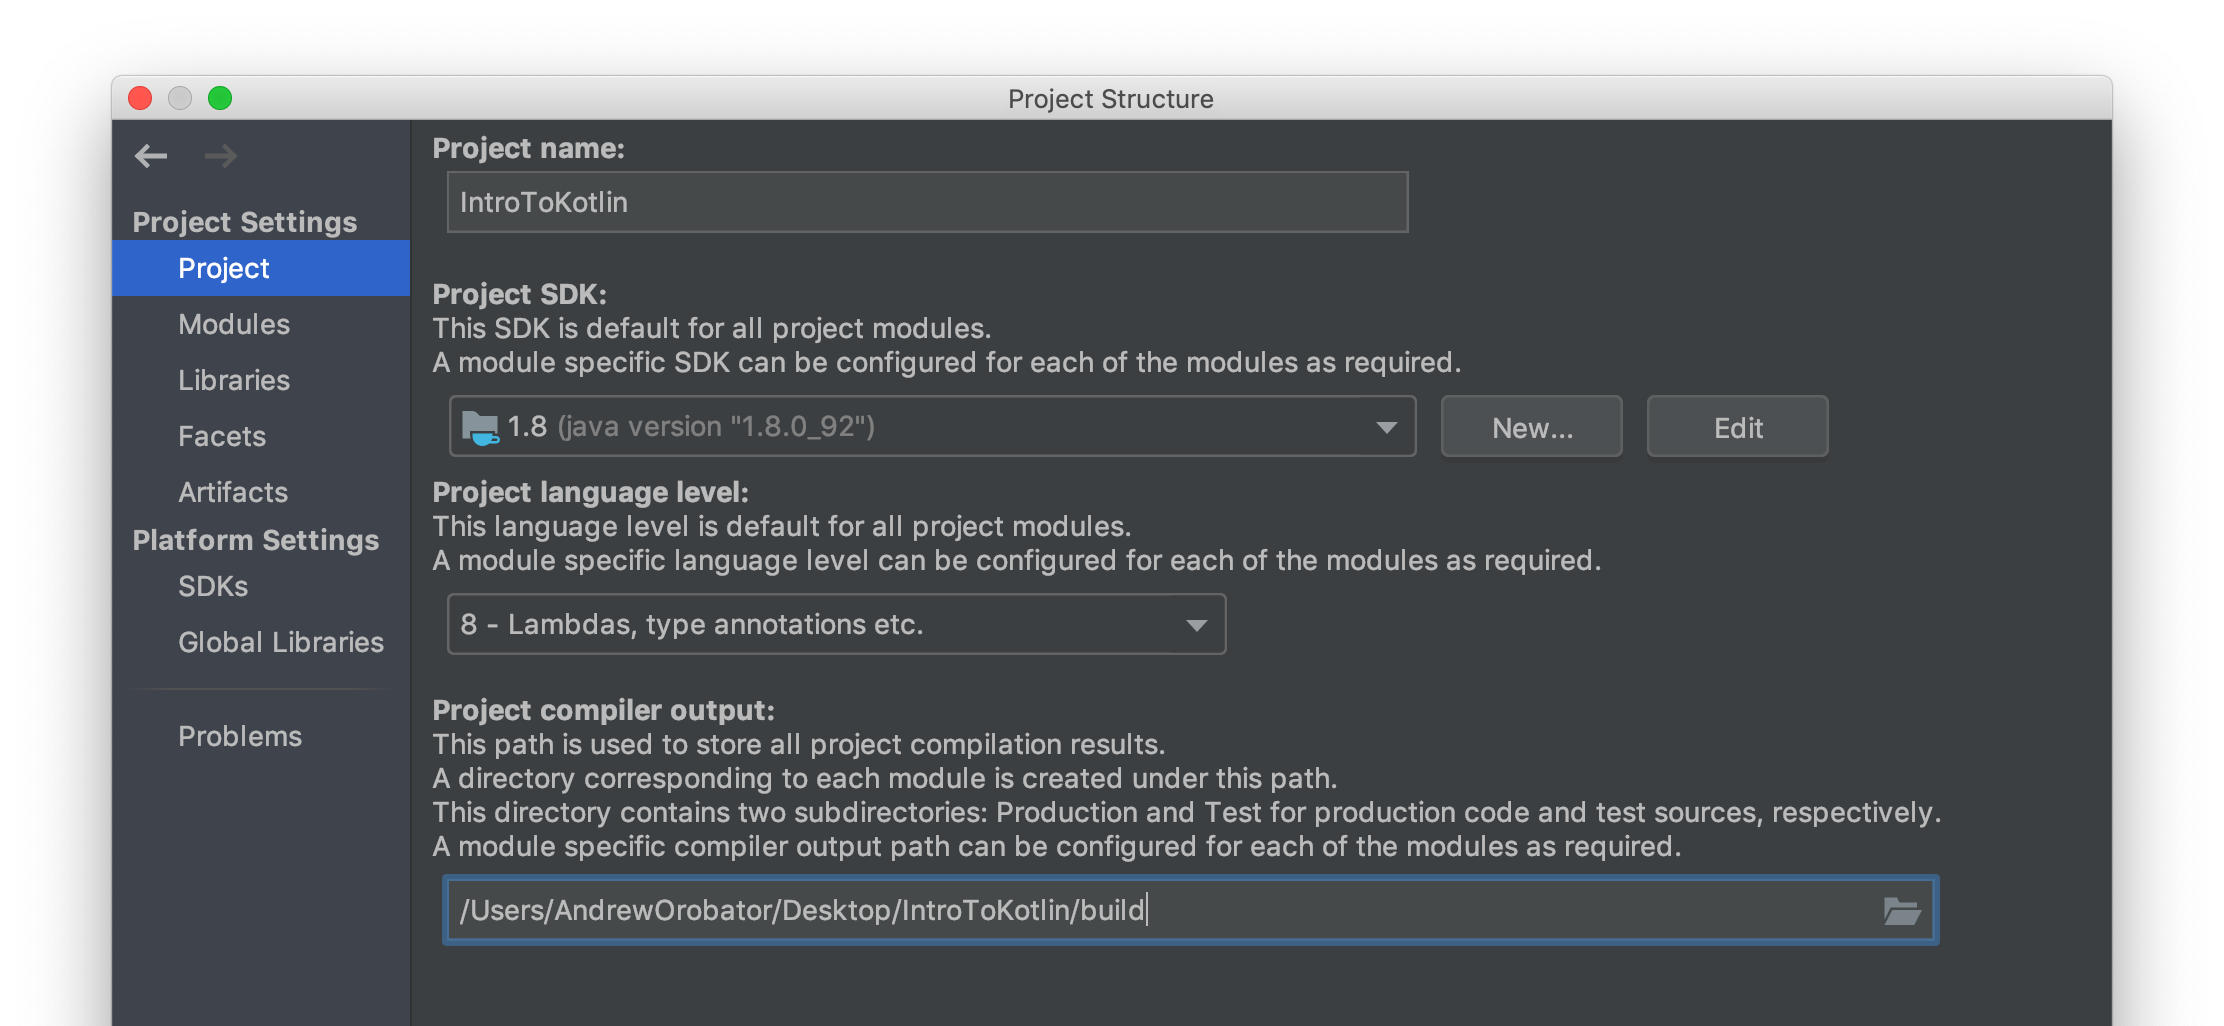 Project Structure
Project Settings
Project
Modules
Libraries
Facets
Artifacts
Platform Settings
SDKs
Global Libraries
Problems
Project name:
IntroToKotlin
Project SDK:
This SDK is default for all project modules.
A module specific SDK can be configured for each of the modules as required.
1.8 (java version "1.8.0_92")
New...
Edit
Project language level:
This language level is default for all project modules.
A module specific language level can be configured for each of the modules as required.
8 - Lambdas, type annotations etc.
Project compiler output:
This path is used to store all project compilation results.
A directory corresponding to each module is created under this path.
This directory contains two subdirectories: Production and Test for production code and test sources, respectively.
A module specific compiler output path can be configured for each of the modules as required.
/Users/AndrewOrobator/Desktop/IntroToKotlin/build